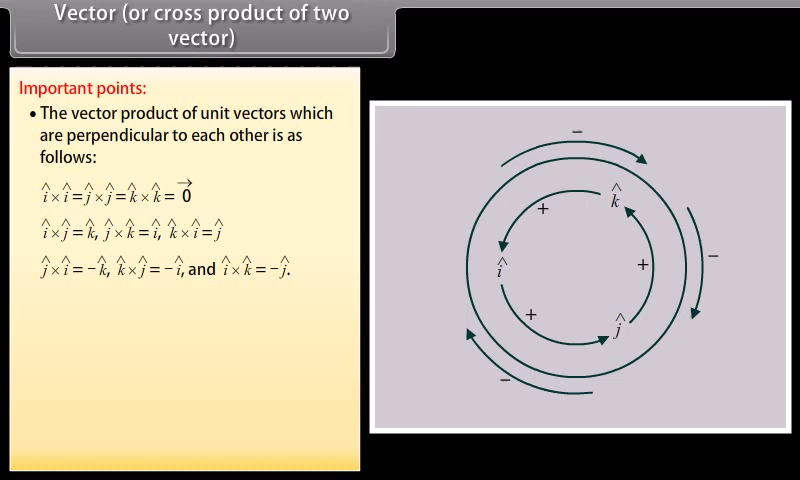 Vector (or cross product of two
vector)
Important points:
• The vector product of unit vectors which
are perpendicular to each other is as
follows:
î × î = ĵ × ĵ = k̂ × k̂ = 0⃗
î × ĵ = k̂, ĵ × k̂ = î, k̂ × î = ĵ
ĵ × î = − k̂, k̂ × ĵ = − î, and î × k̂ = − ĵ.
−
k̂
+
−
î
+
+
ĵ
−